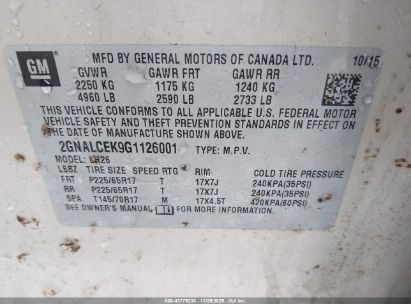 GM
MFD BY GENERAL MOTORS OF CANADA LTD. 10/15
GVWR GAWR FRT GAWR RR
2250 KG 1175 KG 1240 KG
4960 LB 2590 LB 2733 LB
THIS VEHICLE CONFORMS TO ALL APPLICABLE U.S. FEDERAL MOTOR
VEHICLE SAFETY AND THEFT PREVENTION STANDARDS IN EFFECT
ON THE DATE OF MANUFACTURE SHOWN ABOVE.
2GNALCEK9G1126001 TYPE: M.P.V.
MODEL: LH26
TIRE SIZE SPEED RTG RIM COLD TIRE PRESSURE
FRT P225/65R17 T 17X7J 240KPA(35PSI)
RR P225/65R17 T 17X7J 240KPA(35PSI)
SPA T145/70R17 M 17X4.5T 420KPA(60PSI)
SEE OWNER'S MANUAL FOR MORE INFORMATION.